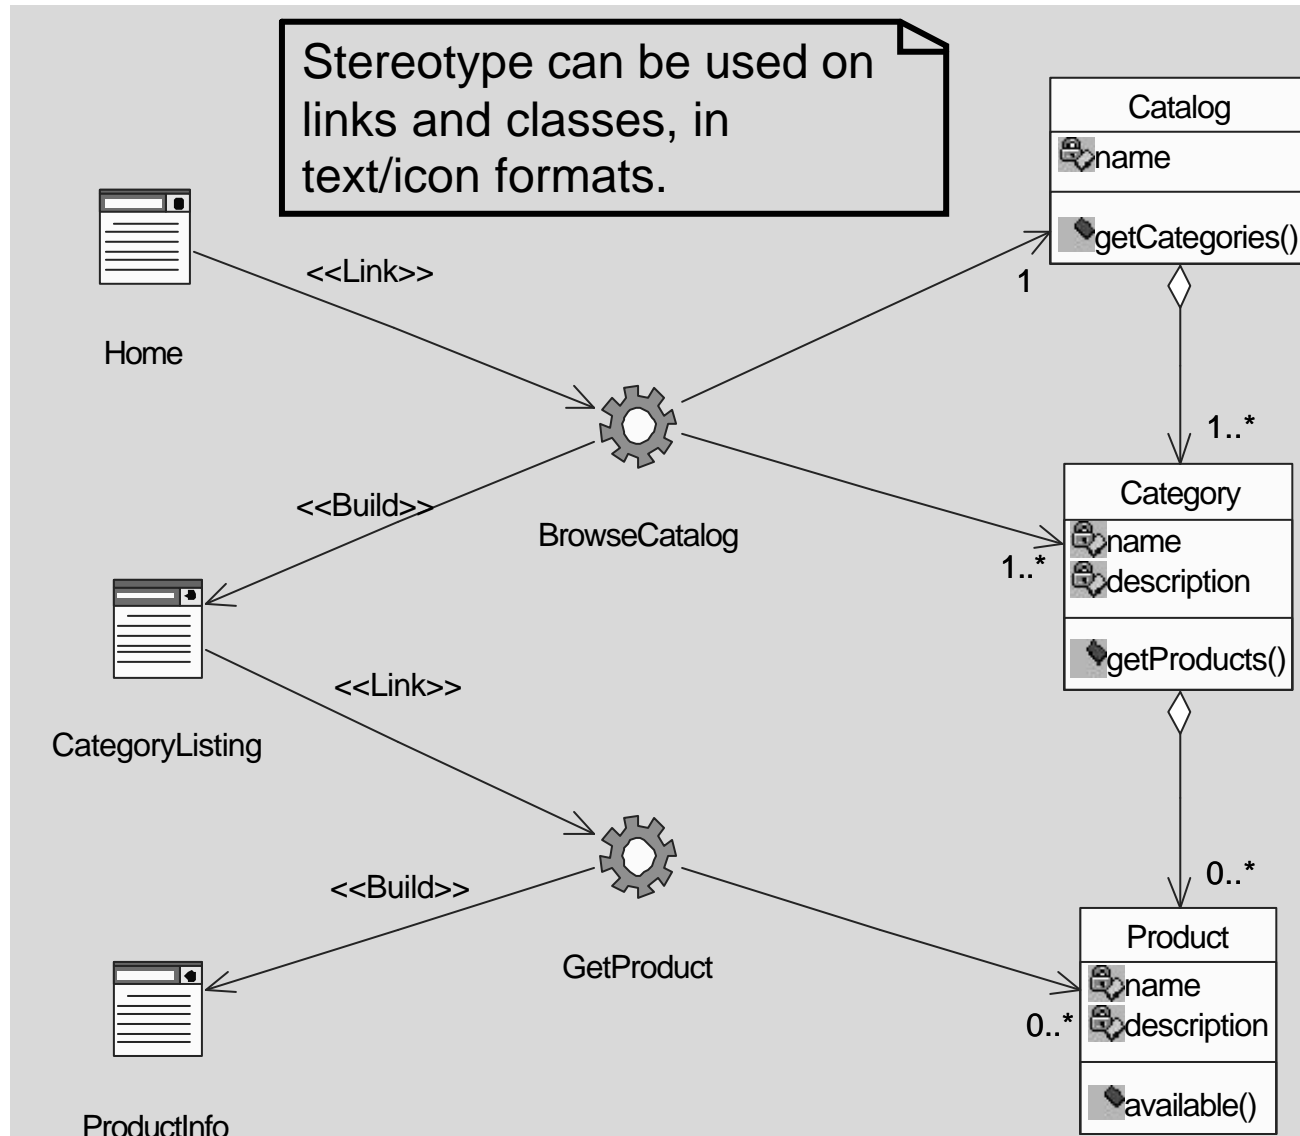 Stereotype can be used on
links and classes, in
text/icon formats.
Catalog
name
getCategories()
<<Link>>
1
Home
1..*
<<Build>>
BrowseCatalog
Category
name
description
getProducts()
1..*
<<Link>>
CategoryListing
0..*
<<Build>>
GetProduct
Product
name
description
available()
0..*
ProductInfo